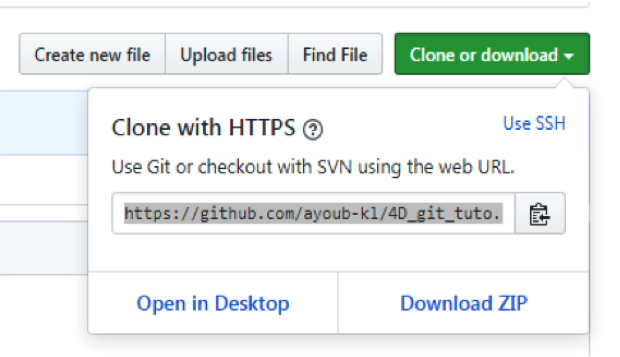 Create new file Upload files Find File Clone or download
Clone with HTTPS ?
Use SSH
Use Git or checkout with SVN using the web URL.
https://github.com/ayoub-kl/4D_git_tuto.
Open in Desktop Download ZIP